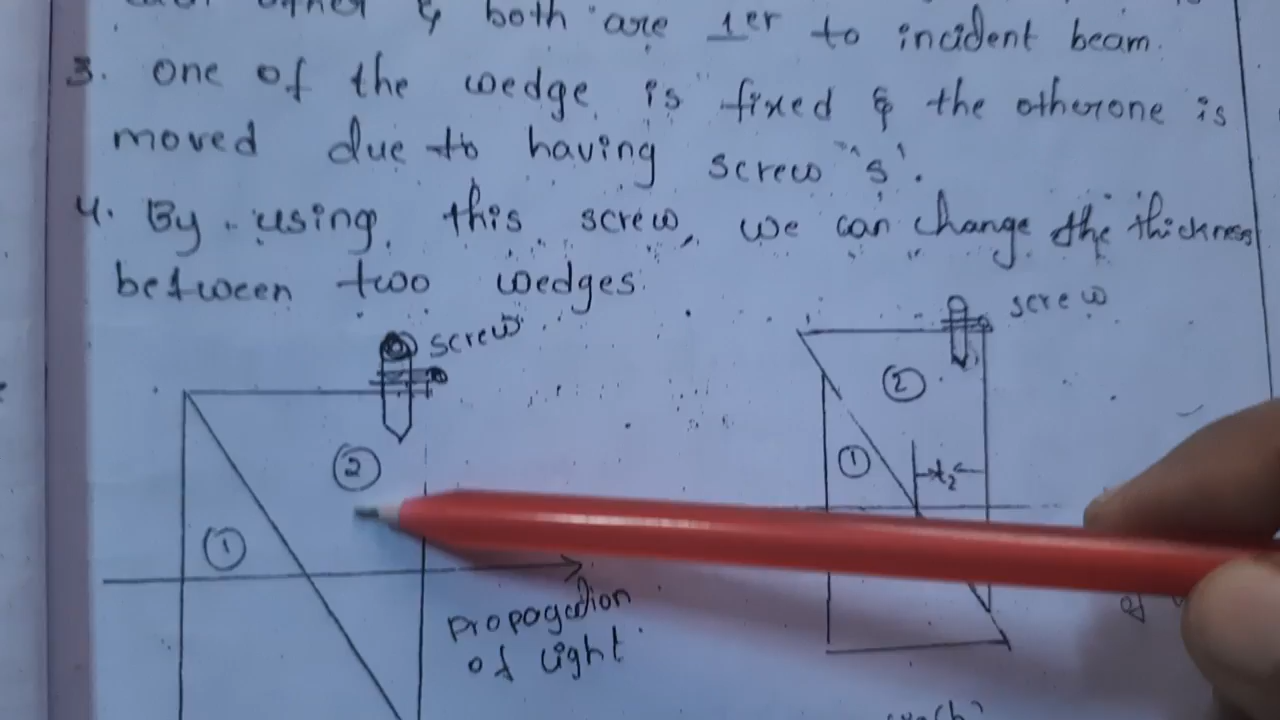 other & both are 1er to incident beam.
3. one of the wedge is fixed & the otherone is
moved due to having screw "s'.
4. By using this screw, we can change the thickness
between two wedges.
screw
screw
②
②
①
t2
①
propogation
of light
of